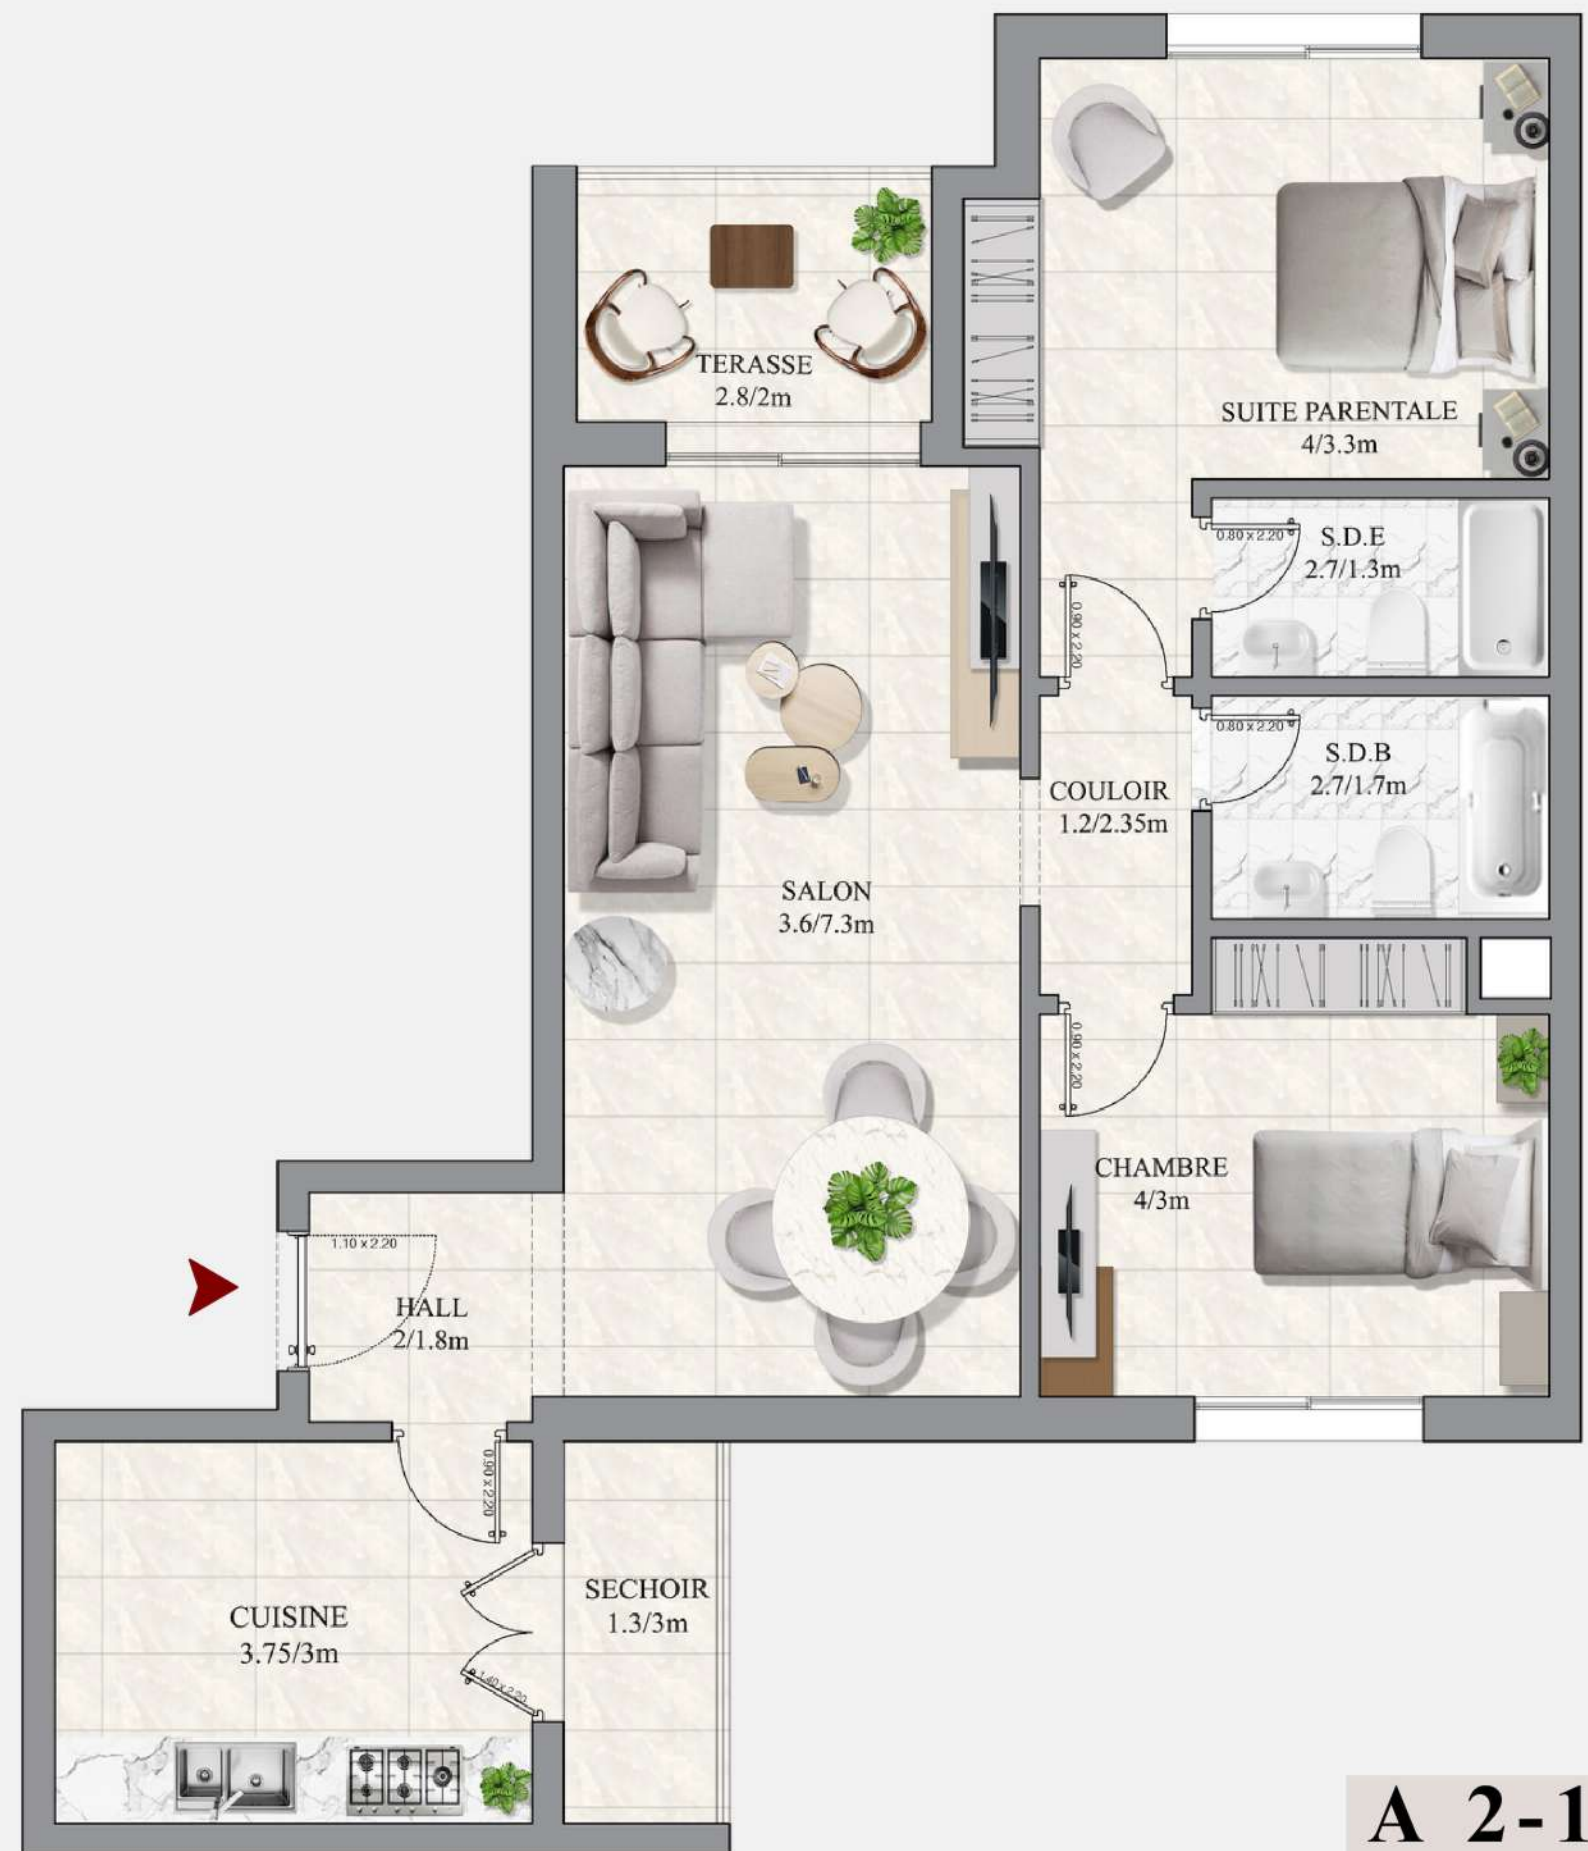 TERASSE
2.8/2m
SUITE PARENTALE
4/3.3m
0.80 x 2.20
S.D.E
2.7/1.3m
0.90 x 2.20
0.80 x 2.20
S.D.B
2.7/1.7m
COULOIR
1.2/2.35m
SALON
3.6/7.3m
0.90 x 2.20
CHAMBRE
4/3m
1.10 x 2.20
HALL
2/1.8m
0.90 x 2.20
SECHOIR
1.3/3m
CUISINE
3.75/3m
1.40 x 2.20
A 2-1